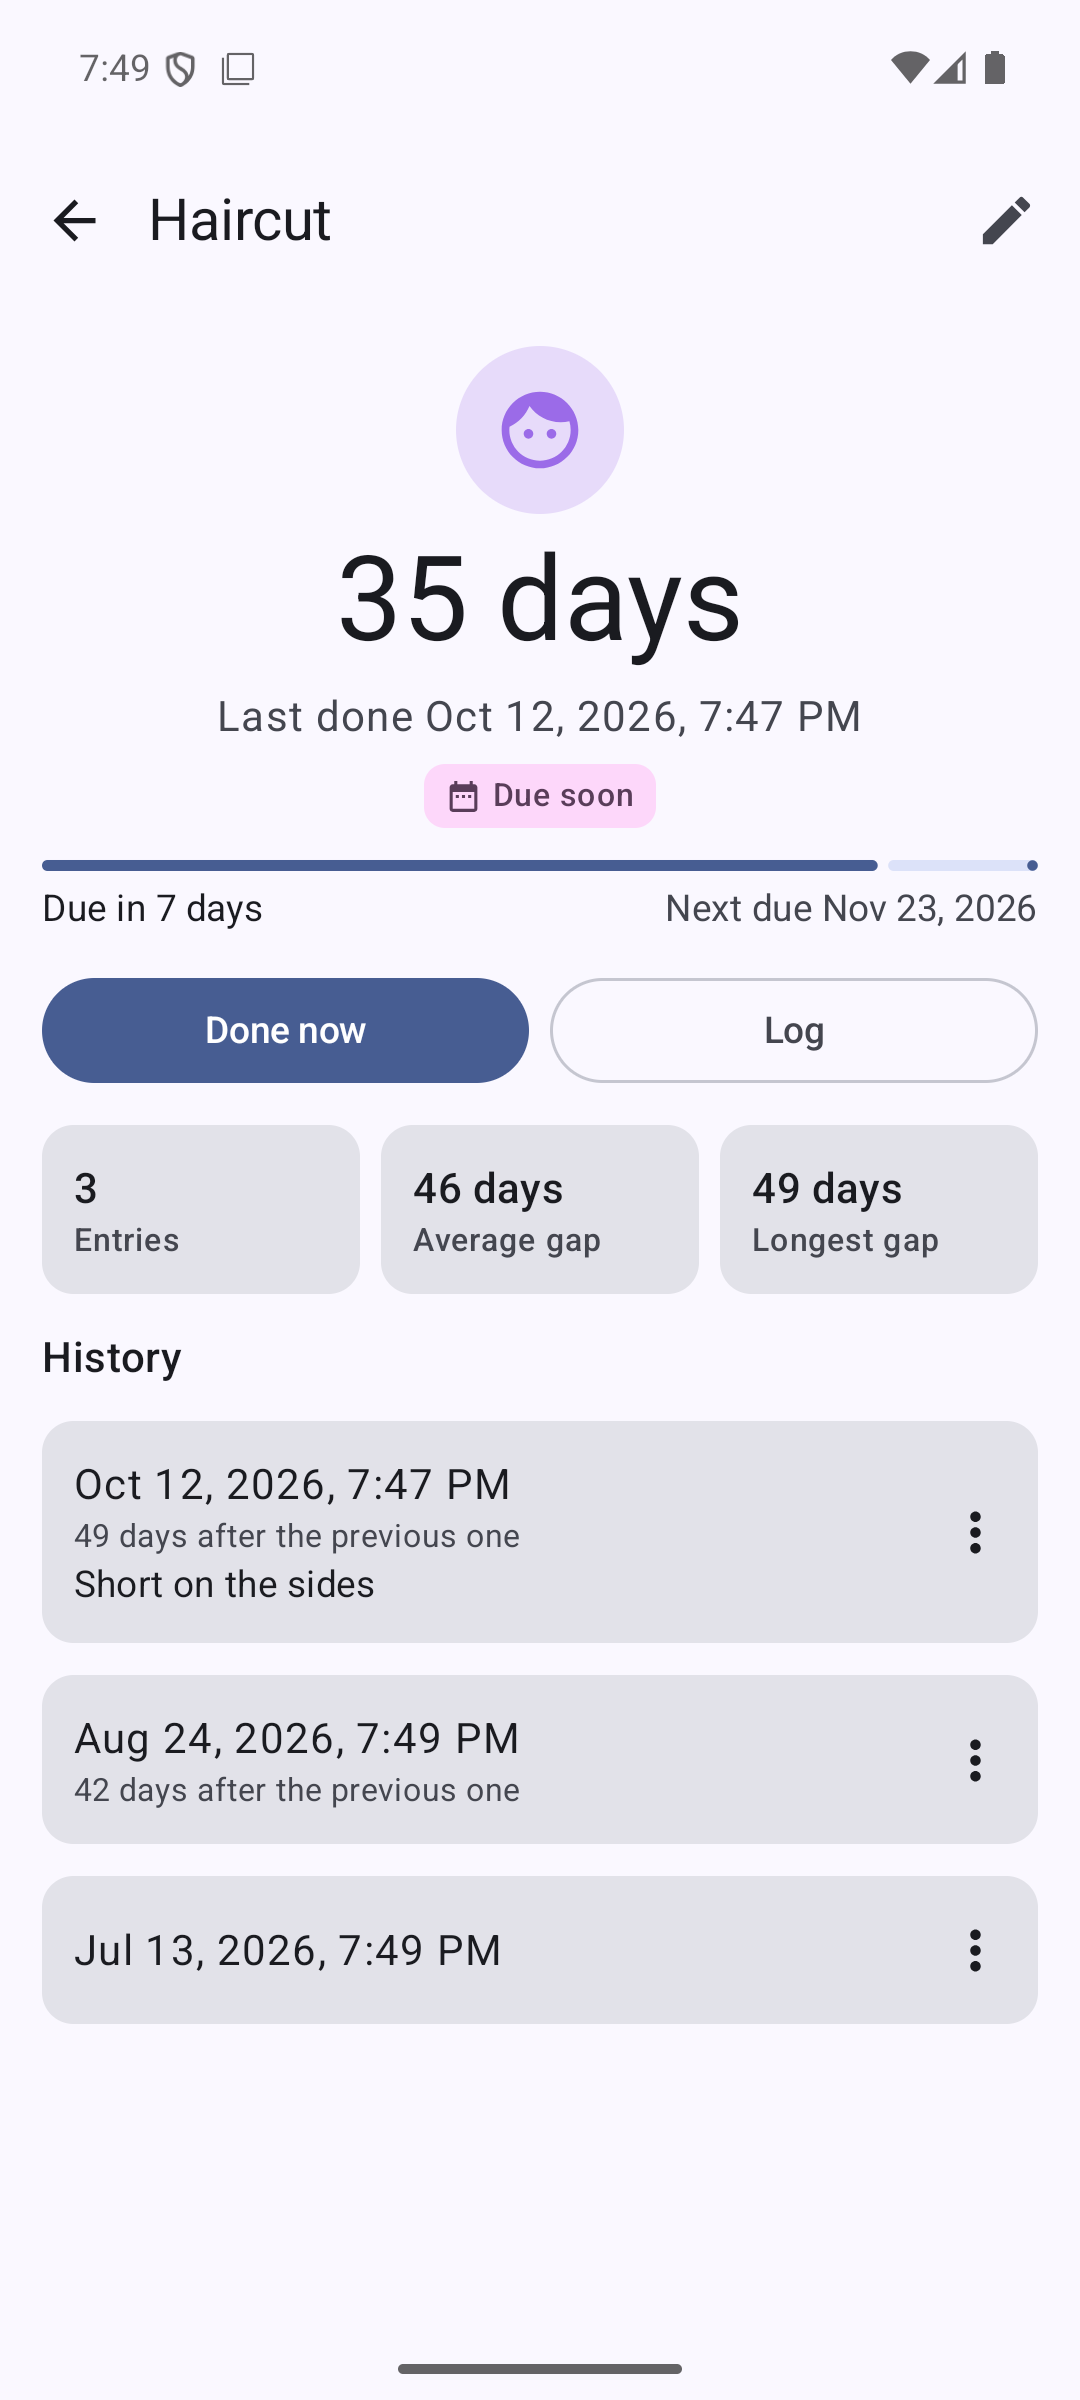 7:49
Haircut
35 days
Last done Oct 12, 2026, 7:47 PM
Due soon
Due in 7 days
Next due Nov 23, 2026
Done now
Log
3
Entries
46 days
Average gap
49 days
Longest gap
History
Oct 12, 2026, 7:47 PM
49 days after the previous one
Short on the sides
Aug 24, 2026, 7:49 PM
42 days after the previous one
Jul 13, 2026, 7:49 PM